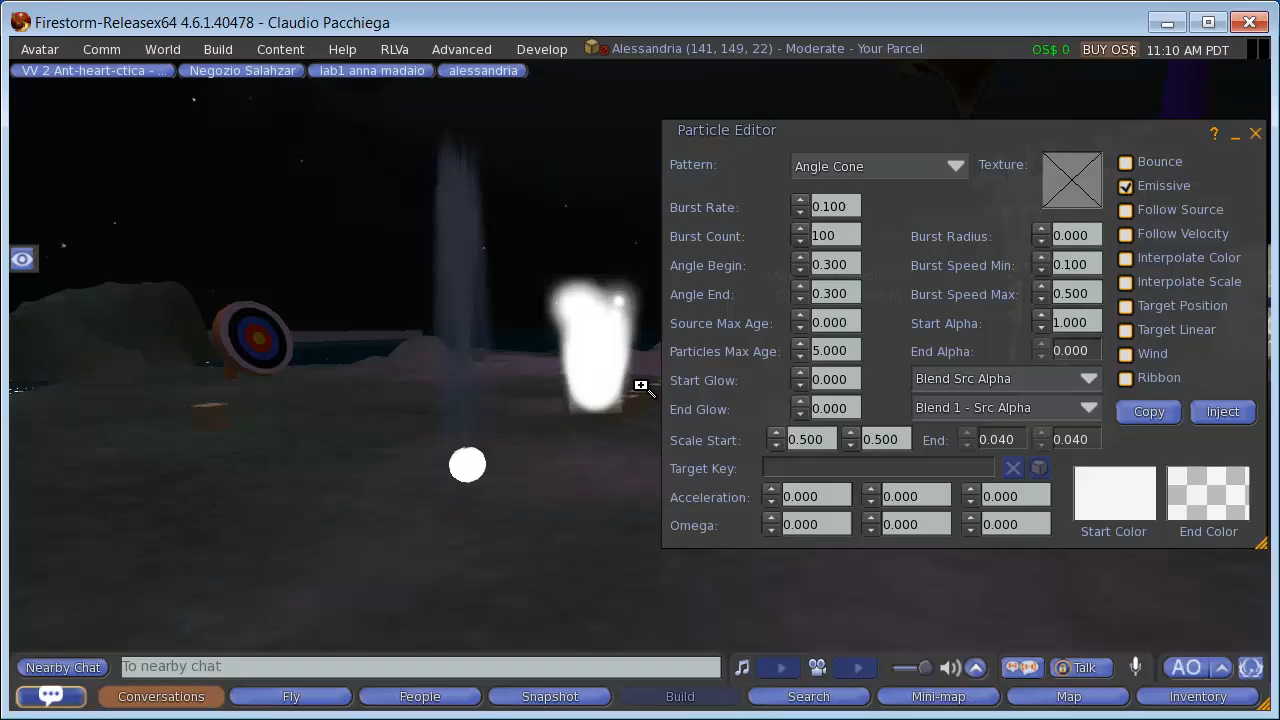 Firestorm-Releasex64 4.6.1.40478 - Claudio Pacchiega
Avatar Comm World Build Content Help RLVa Advanced Develop Alessandria (141, 149, 22) - Moderate - Your Parcel OS$ 0 BUY OS$ 11:10 AM PDT
VV 2 Ant-heart-ctica - ... Negozio Salahzar lab1 anna madaio alessandria
Particle Editor
Pattern: Angle Cone Texture: Bounce
Emissive
Burst Rate: 0.100 Follow Source
Burst Count: 100 Burst Radius: 0.000 Follow Velocity
Angle Begin: 0.300 Burst Speed Min: 0.100 Interpolate Color
Angle End: 0.300 Burst Speed Max: 0.500 Interpolate Scale
Target Position
Source Max Age: 0.000 Start Alpha: 1.000 Target Linear
Particles Max Age: 5.000 End Alpha: 0.000 Wind
Start Glow: 0.000 Blend Src Alpha Ribbon
End Glow: 0.000 Blend 1 - Src Alpha Copy Inject
Scale Start: 0.500 0.500 End: 0.040 0.040
Target Key:
Acceleration: 0.000 0.000 0.000
Omega: 0.000 0.000 0.000 Start Color End Color
Nearby Chat To nearby chat Talk AO
Conversations Fly People Snapshot Build Search Mini-map Map Inventory